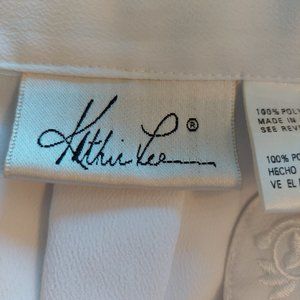 Kathie Lee ®
100% POLY
MADE IN
SEE REV
100% PO
HECHO
VE EL